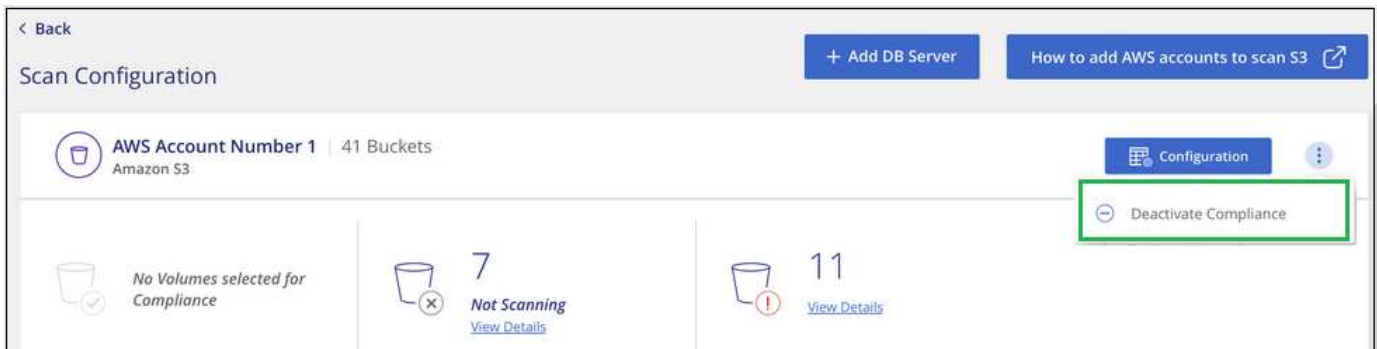 < Back
Scan Configuration
+ Add DB Server
How to add AWS accounts to scan S3
AWS Account Number 1 | 41 Buckets
Amazon S3
Configuration
Deactivate Compliance
No Volumes selected for
Compliance
7
Not Scanning
View Details
11
View Details